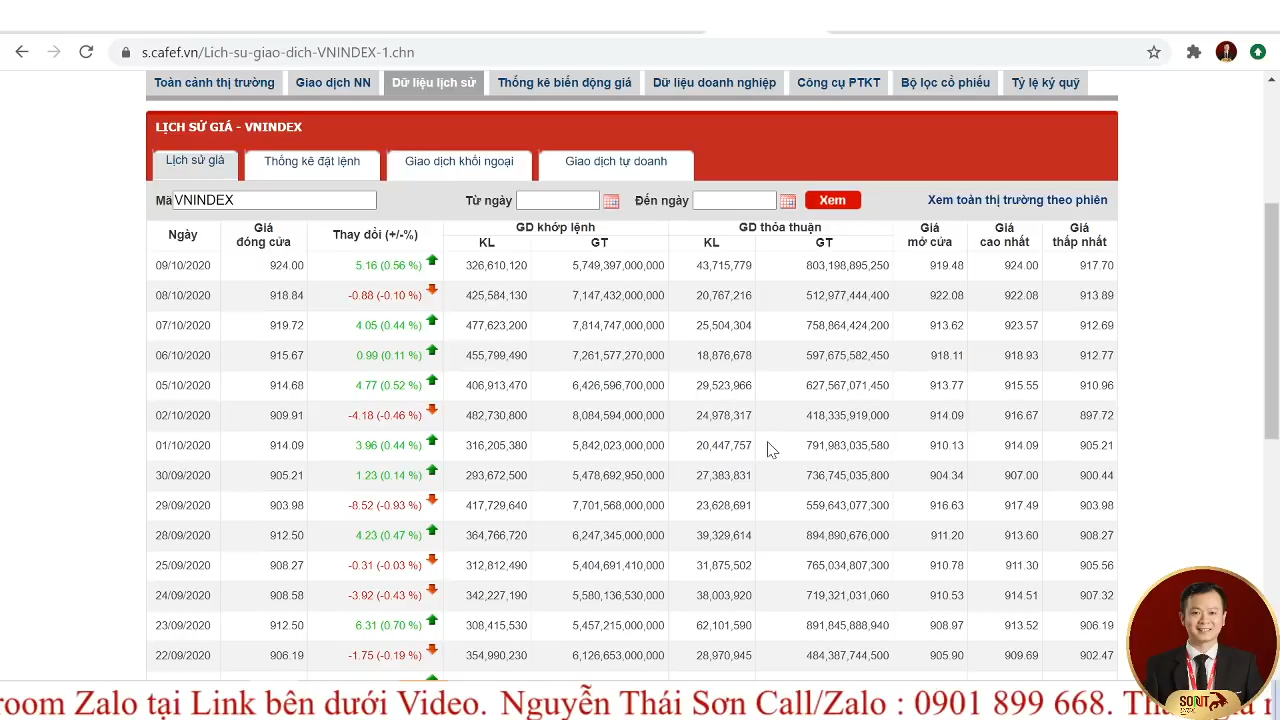 s.cafef.vn/Lich-su-giao-dich-VNINDEX-1.chn
Toàn cảnh thị trường Giao dịch NN Dữ liệu lịch sử Thống kê biến động giá Dữ liệu doanh nghiệp Công cụ PTKT Bộ lọc cổ phiếu Tỷ lệ ký quỹ
LỊCH SỬ GIÁ - VNINDEX
Lịch sử giá Thống kê đặt lệnh Giao dịch khối ngoại Giao dịch tự doanh
Mã VNINDEX Từ ngày Đến ngày Xem Xem toàn thị trường theo phiên
Ngày Giá đóng cửa Thay đổi (+/-%) GD khớp lệnh GD thỏa thuận Giá mở cửa Giá cao nhất Giá thấp nhất
KL GT KL GT
09/10/2020 924.00 5.16 (0.56 %) 326,610,120 5,749,397,000,000 43,715,779 803,198,895,250 919.48 924.00 917.70
08/10/2020 918.84 -0.88 (-0.10 %) 425,584,130 7,147,432,000,000 20,767,216 512,977,444,400 922.08 922.08 913.89
07/10/2020 919.72 4.05 (0.44 %) 477,623,200 7,814,747,000,000 25,504,304 758,864,424,200 913.62 923.57 912.69
06/10/2020 915.67 0.99 (0.11 %) 455,799,490 7,261,577,270,000 18,876,678 597,675,582,450 918.11 918.93 912.77
05/10/2020 914.68 4.77 (0.52 %) 406,913,470 6,426,596,700,000 29,523,966 627,567,071,450 913.77 915.55 910.96
02/10/2020 909.91 -4.18 (-0.46 %) 482,730,800 8,084,594,000,000 24,978,317 418,335,919,000 914.09 916.67 897.72
01/10/2020 914.09 3.96 (0.44 %) 316,205,380 5,842,023,000,000 20,447,757 791,983,035,580 910.13 914.09 905.21
30/09/2020 905.21 1.23 (0.14 %) 293,672,500 5,478,692,950,000 27,383,831 736,745,035,800 904.34 907.00 900.44
29/09/2020 903.98 -8.52 (-0.93 %) 417,729,640 7,701,568,000,000 23,628,691 559,643,077,300 916.63 917.49 903.98
28/09/2020 912.50 4.23 (0.47 %) 364,766,720 6,247,345,000,000 39,329,614 894,890,676,000 911.20 913.60 908.27
25/09/2020 908.27 -0.31 (-0.03 %) 312,812,490 5,404,691,410,000 31,875,502 765,034,807,300 910.78 911.30 905.56
24/09/2020 908.58 -3.92 (-0.43 %) 342,227,190 5,580,136,530,000 38,003,920 719,321,031,060 910.53 914.51 907.32
23/09/2020 912.50 6.31 (0.70 %) 308,415,530 5,457,215,000,000 62,101,590 891,845,888,940 908.97 913.52 906.19
22/09/2020 906.19 -1.75 (-0.19 %) 354,990,230 6,126,653,000,000 28,970,945 484,387,744,500 905.90 909.69 902.47
room Zalo tại Link bên dưới Video. Nguyễn Thái Sơn Call/Zalo : 0901 899 668.